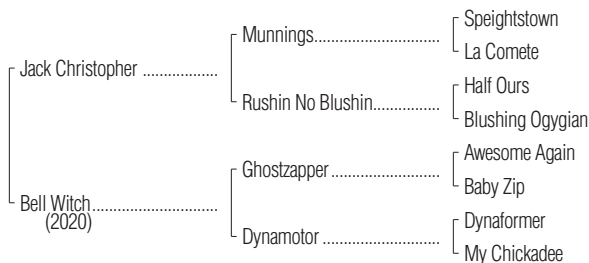 Speightstown
Munnings..............................
La Comete
Jack Christopher ..................
Half Ours
Rushin No Blushin................
Blushing Ogygian
Awesome Again
Ghostzapper..........................
Baby Zip
Bell Witch..............................
(2020)
Dynaformer
Dynamotor ............................
My Chickadee